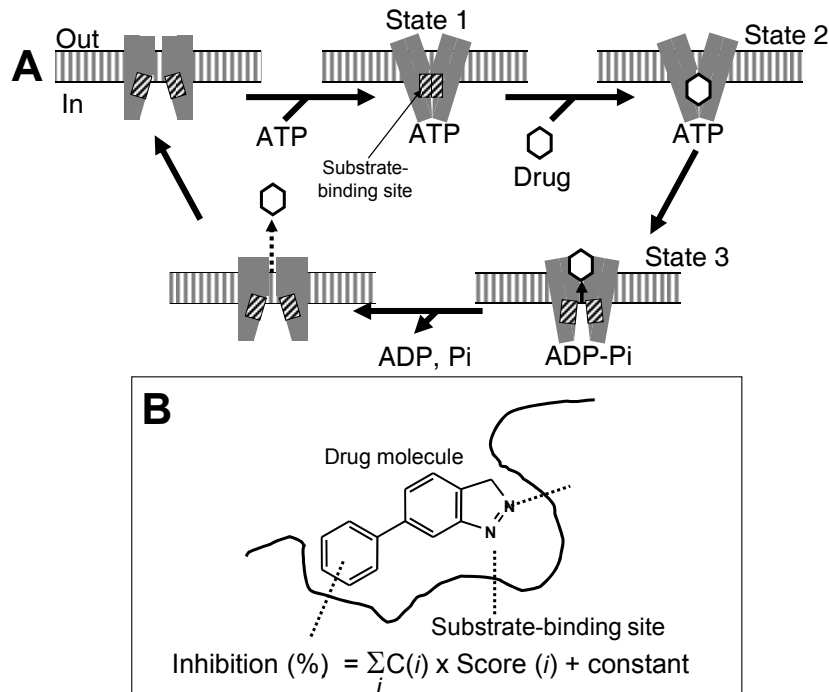 A
Out
In
State 1
State 2
ATP
ATP
Substrate-
binding site
Drug
ATP
State 3
ADP, Pi
ADP-Pi
B
Drug molecule
N
N
Substrate-binding site
Inhibition (%) = ∑C(i) x Score (i) + constant
i